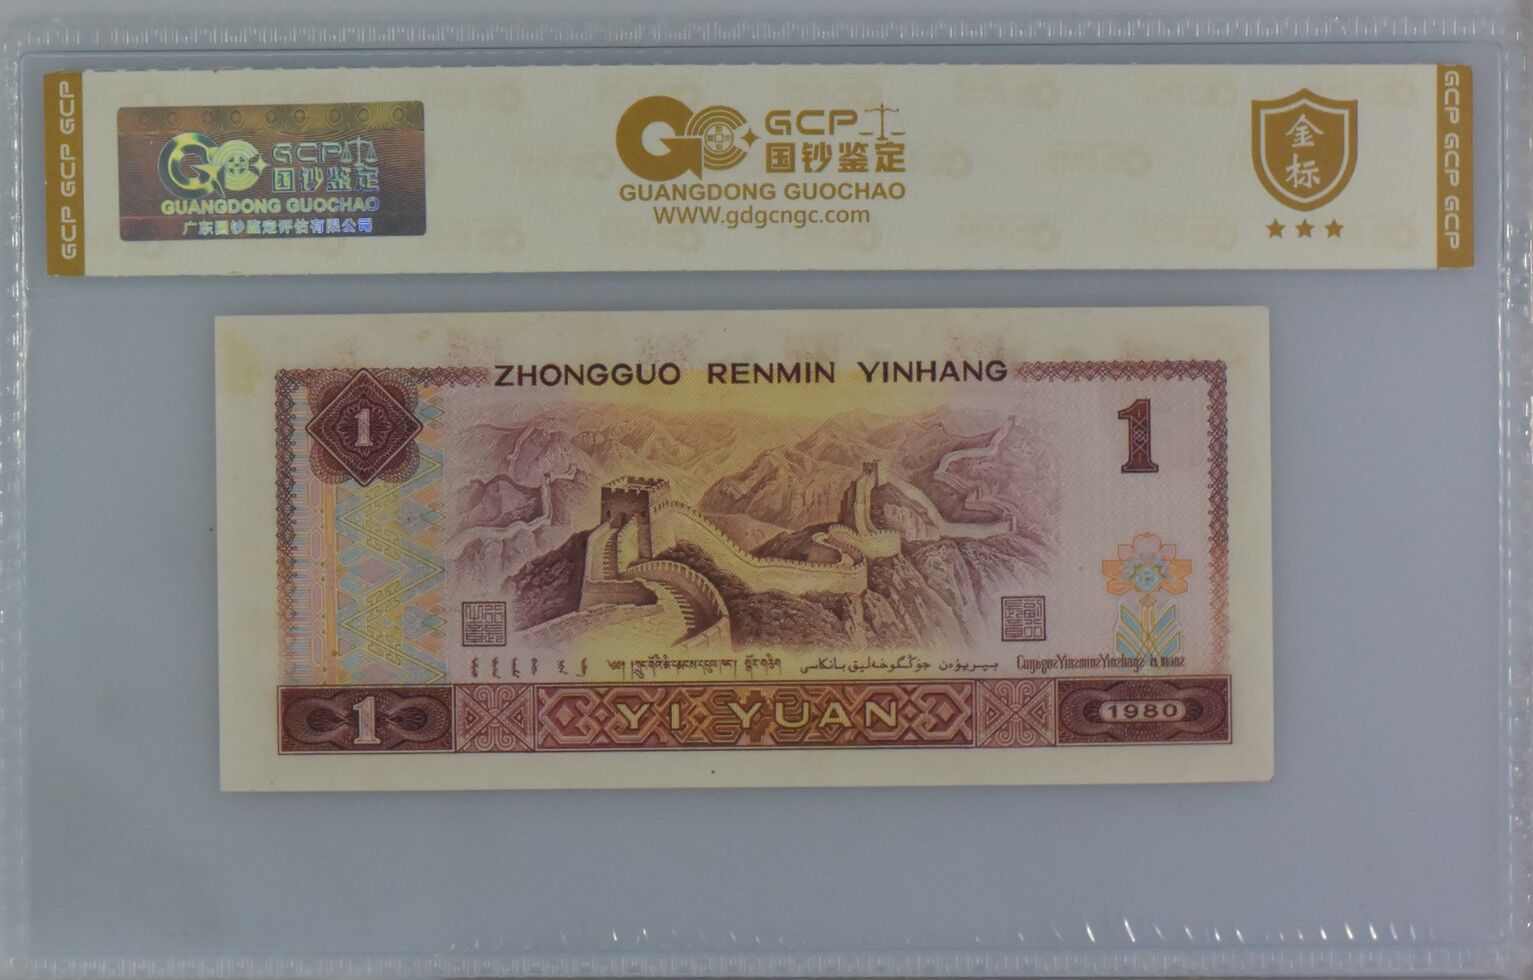 GCP GCP GCP
GCP
国钞鉴定
GUANGDONG GUOCHAO
广东国钞鉴定评估有限公司
GCP
国钞鉴定
GUANGDONG GUOCHAO
WWW.gdgcngc.com
金标
GCP GCP GCP
ZHONGGUO RENMIN YINHANG
1
1
1 YI YUAN 1980